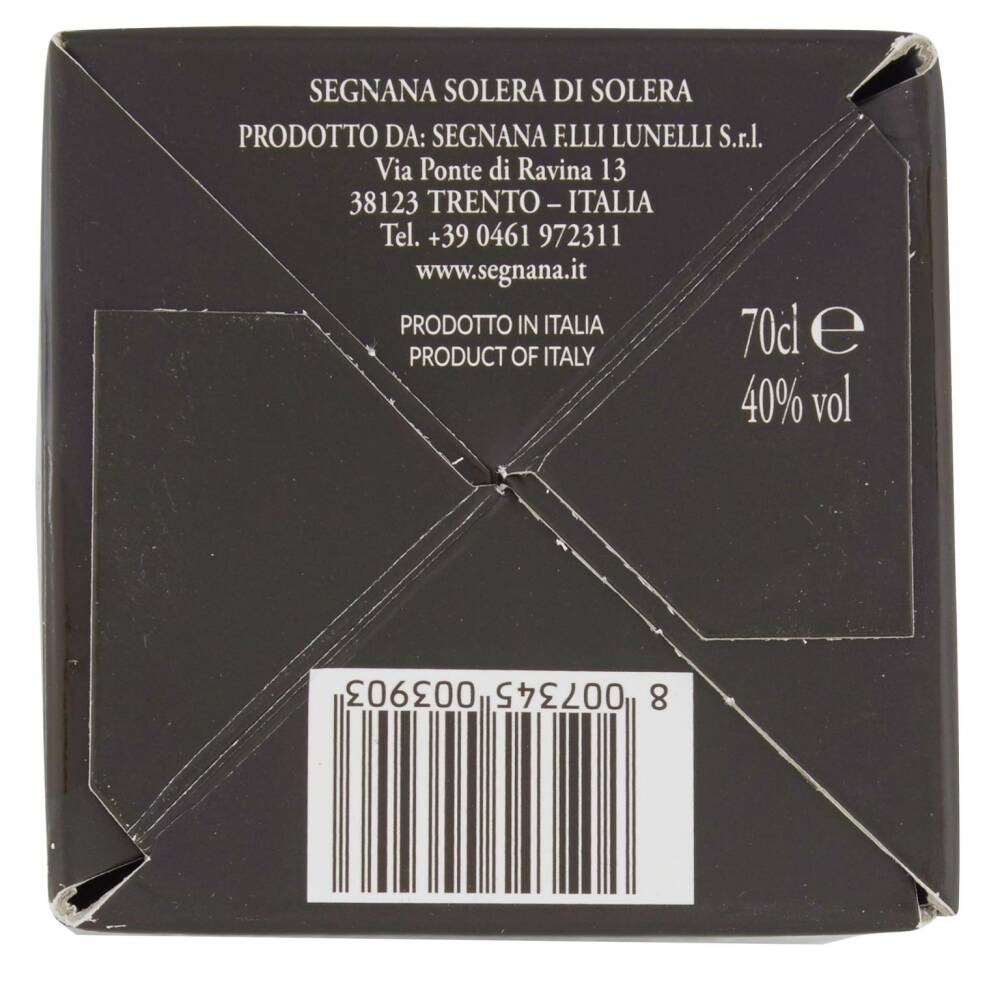 SEGNANA SOLERA DI SOLERA
PRODOTTO DA: SEGNANA F.LLI LUNELLI S.r.l.
Via Ponte di Ravina 13
38123 TRENTO – ITALIA
Tel. +39 0461 972311
www.segnana.it
PRODOTTO IN ITALIA
PRODUCT OF ITALY
70cl ℮
40% vol
8 007345 003903